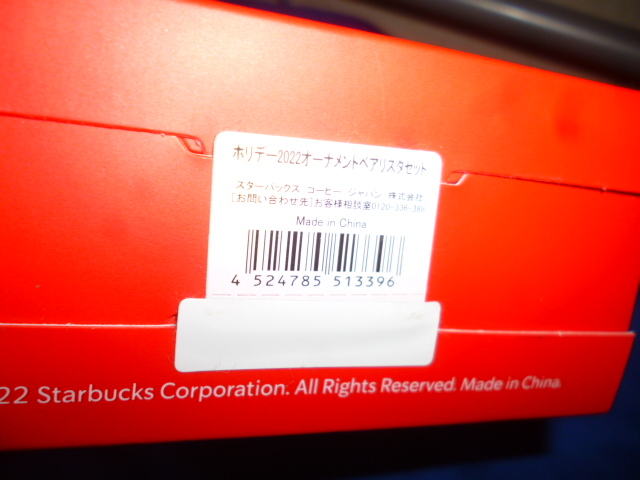 ホリデー2022オーナメントベアリスタセット
スターバックス コーヒー ジャパン 株式会社
[お問い合わせ先]お客様相談室0120-336-388
Made in China
4 524785 513396
22 Starbucks Corporation. All Rights Reserved. Made in China.